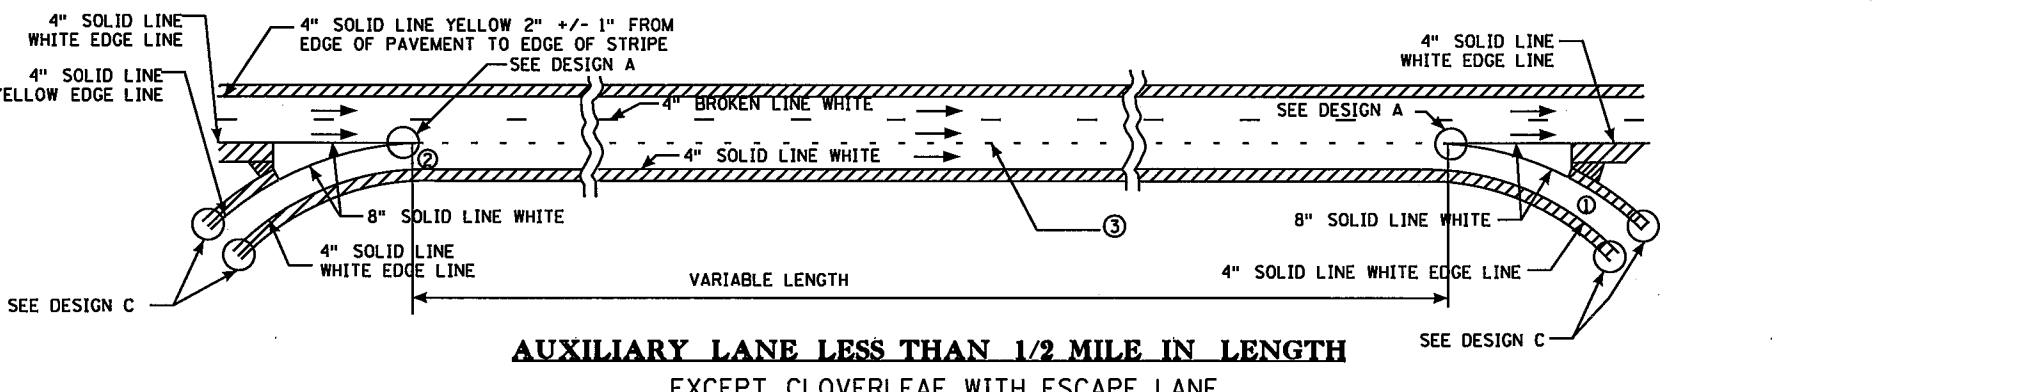 4" SOLID LINE
WHITE EDGE LINE
4" SOLID LINE YELLOW 2" +/- 1" FROM
EDGE OF PAVEMENT TO EDGE OF STRIPE
SEE DESIGN A
4" SOLID LINE
YELLOW EDGE LINE
4" SOLID LINE
WHITE EDGE LINE
4" BROKEN LINE WHITE
SEE DESIGN A
②
4" SOLID LINE WHITE
8" SOLID LINE WHITE
③
8" SOLID LINE WHITE
①
4" SOLID LINE
WHITE EDGE LINE
4" SOLID LINE WHITE EDGE LINE
VARIABLE LENGTH
SEE DESIGN C
SEE DESIGN C
AUXILIARY LANE LESS THAN 1/2 MILE IN LENGTH
EXCEPT CLOVERLEAF WITH ESCAPE LANE